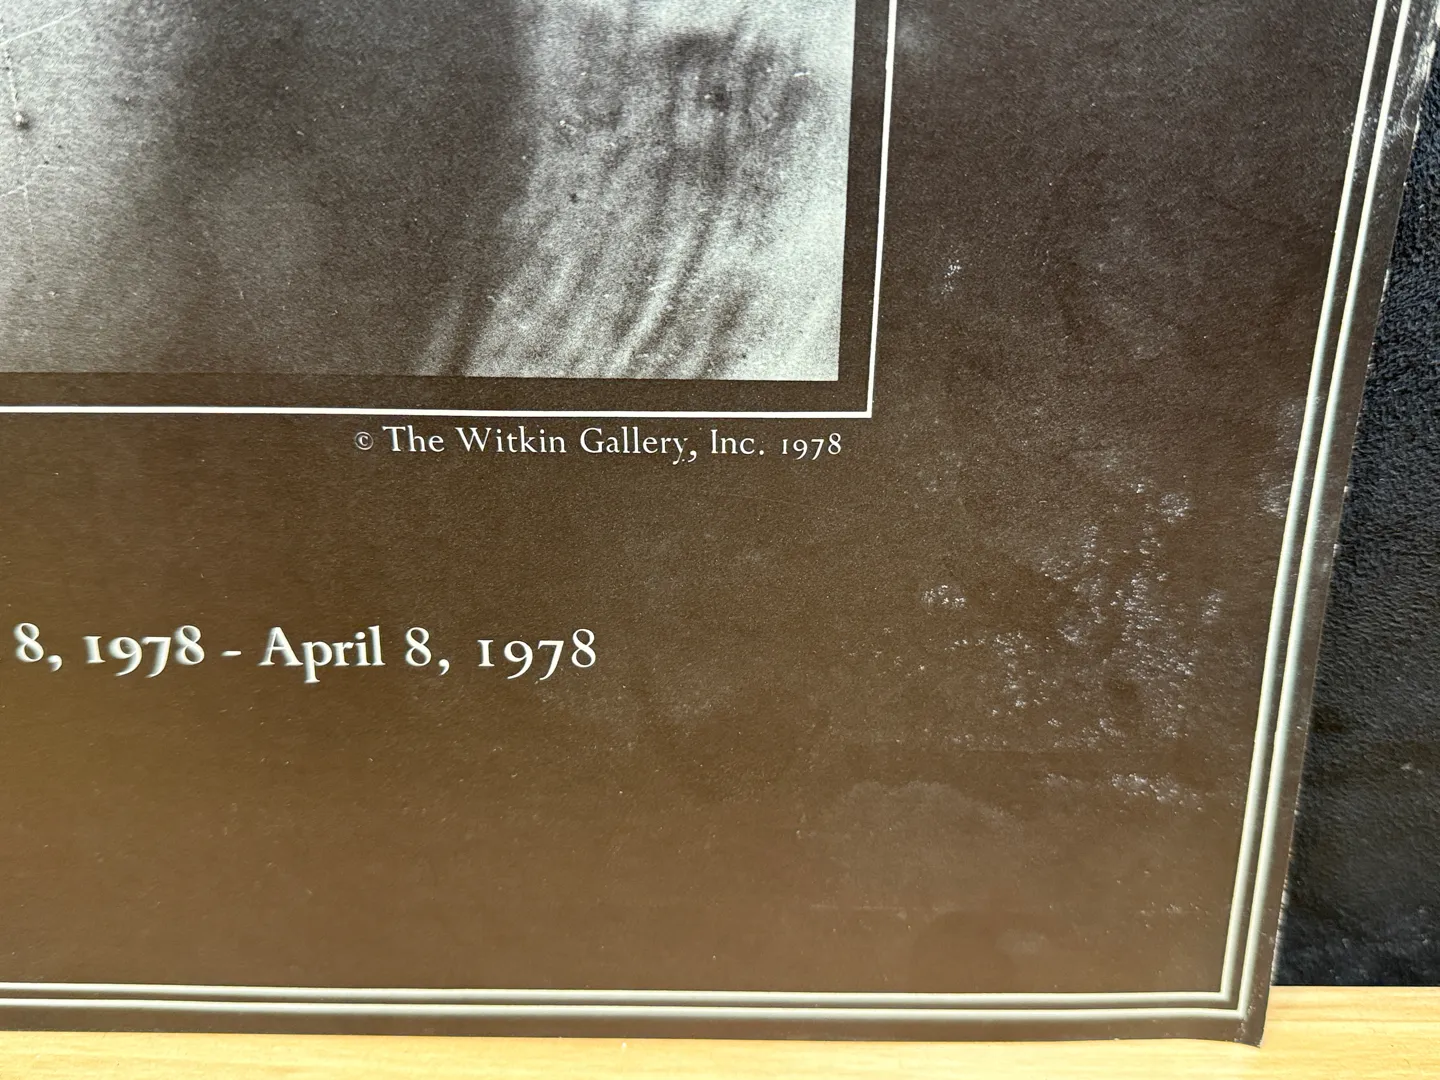 © The Witkin Gallery, Inc. 1978
8, 1978 - April 8, 1978